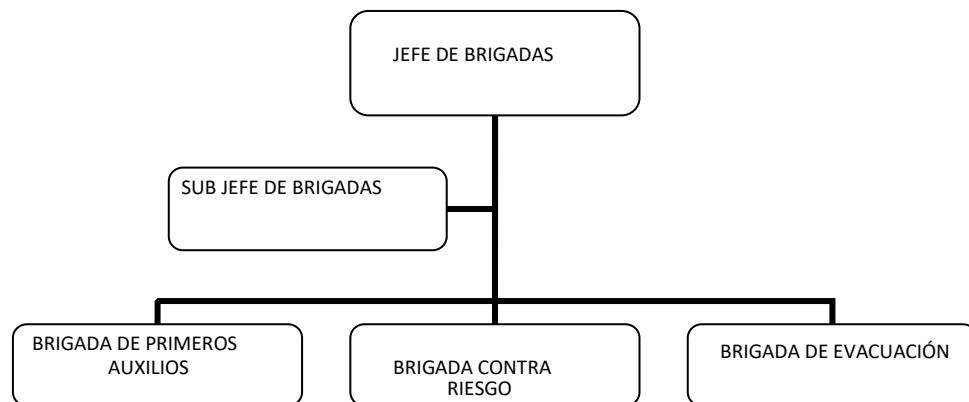 JEFE DE BRIGADAS
SUB JEFE DE BRIGADAS
BRIGADA DE PRIMEROS
AUXILIOS
BRIGADA CONTRA
RIESGO
BRIGADA DE EVACUACIÓN